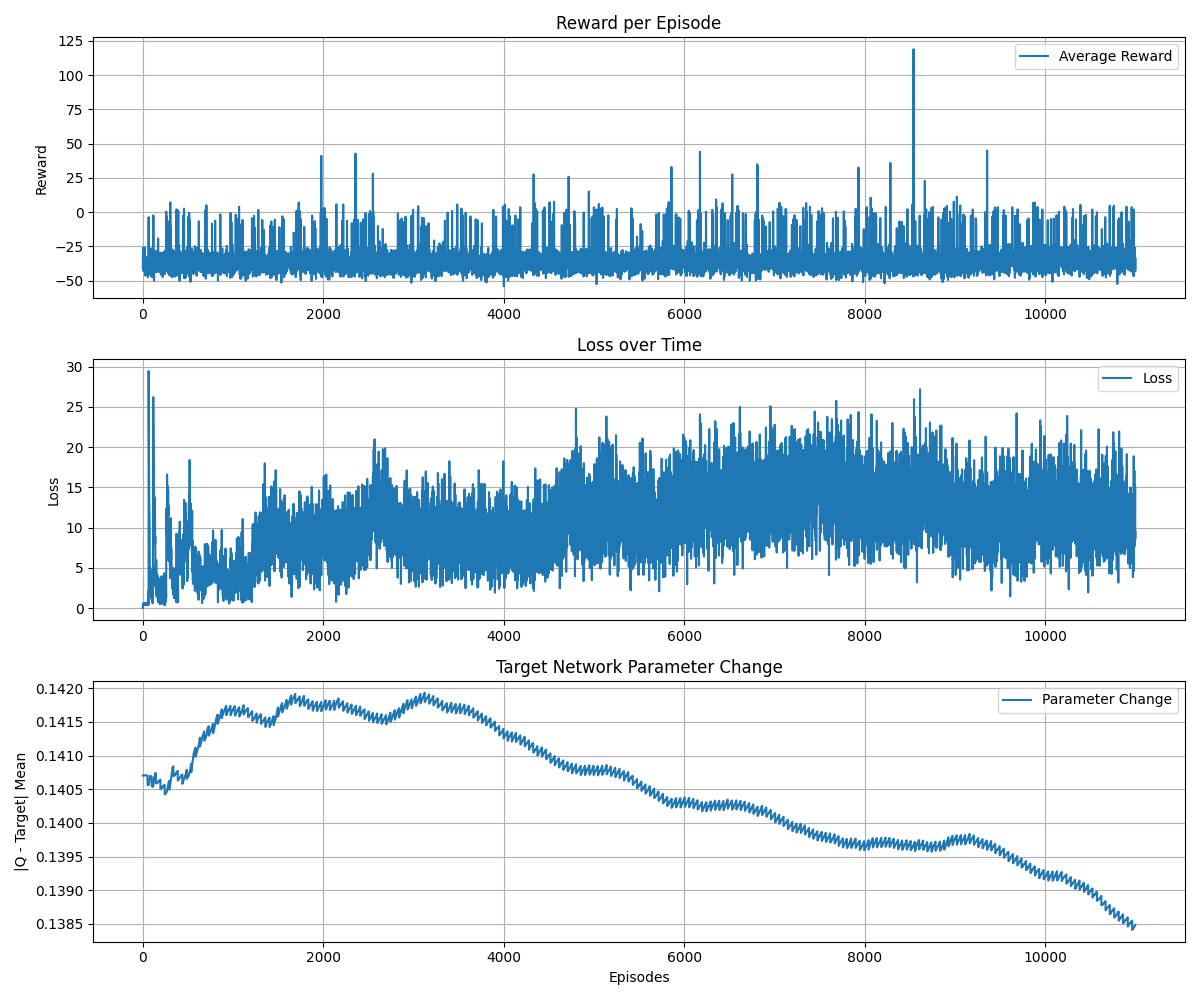 Reward per Episode
125
100
75
50
25
0
−25
−50
Reward
Average Reward
0 2000 4000 6000 8000 10000
Loss over Time
30
25
20
15
10
5
0
Loss
Loss
0 2000 4000 6000 8000 10000
Target Network Parameter Change
0.1420
0.1415
0.1410
0.1405
0.1400
0.1395
0.1390
0.1385
|Q - Target| Mean
Parameter Change
0 2000 4000 6000 8000 10000
Episodes